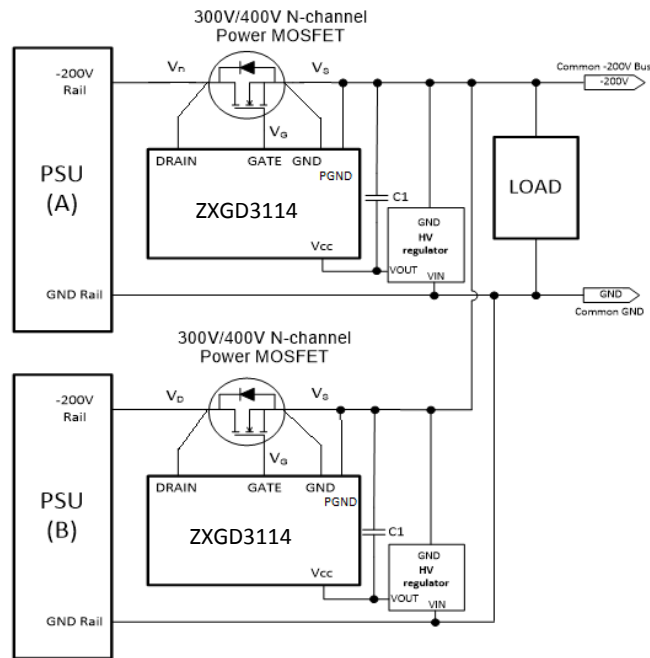 300V/400V N-channel
Power MOSFET
Common -200V Bus
-200V
-200V
Rail
VD
VS
VG
DRAIN
GATE
GND
PGND
PSU
(A)
ZXGD3114
C1
GND
HV
regulator
LOAD
Vcc
VOUT
VIN
GND Rail
GND
Common GND
300V/400V N-channel
Power MOSFET
-200V
Rail
VD
VS
VG
DRAIN
GATE
GND
PGND
PSU
(B)
ZXGD3114
C1
GND
HV
regulator
Vcc
VOUT
VIN
GND Rail